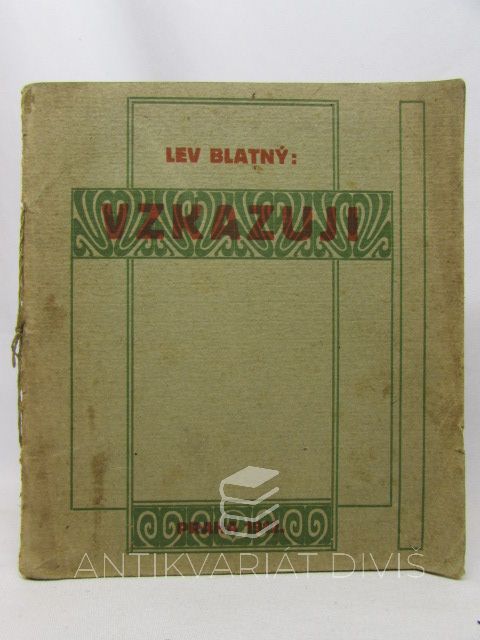 LEV BLATNÝ:
VZKAZUJI
PRAHA
ANTIKVARIÁT DIVIŠ